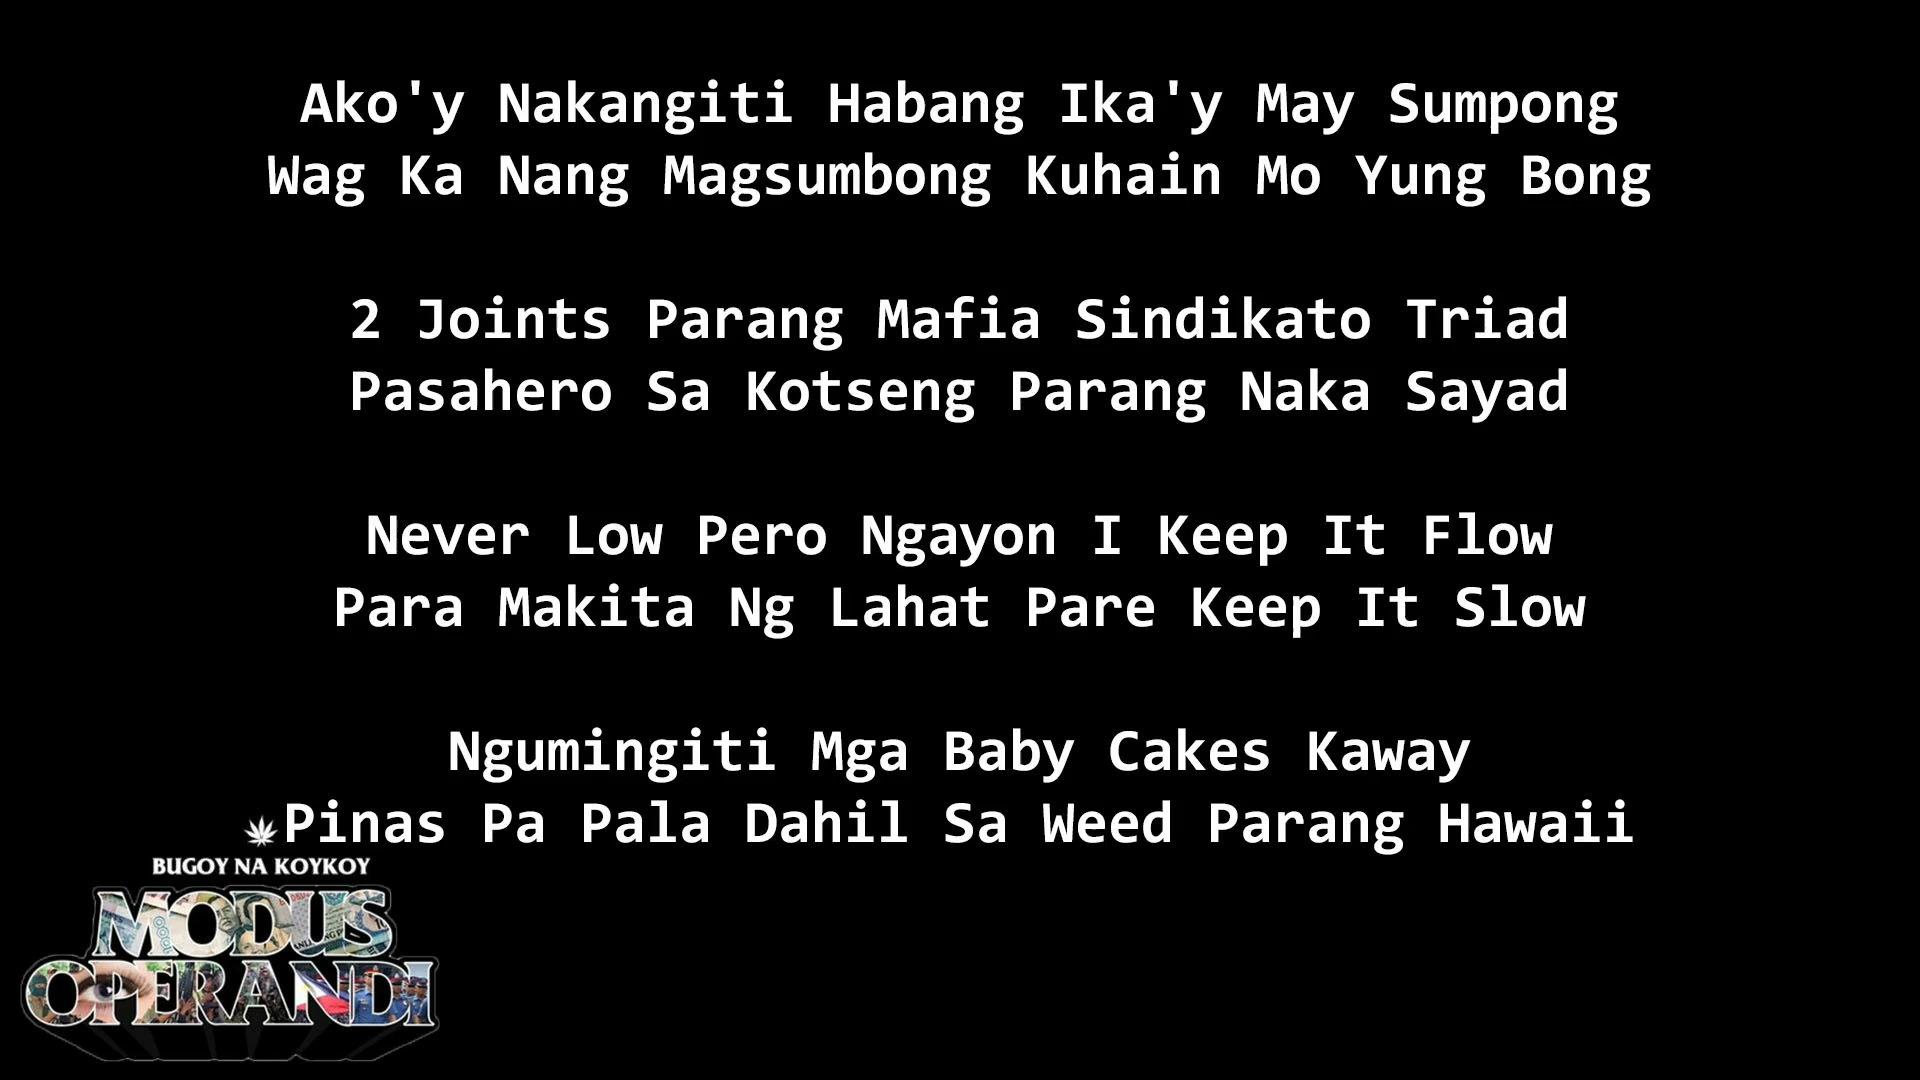 Ako'y Nakangiti Habang Ika'y May Sumpong
Wag Ka Nang Magsumbong Kuhain Mo Yung Bong
2 Joints Parang Mafia Sindikato Triad
Pasahero Sa Kotseng Parang Naka Sayad
Never Low Pero Ngayon I Keep It Flow
Para Makita Ng Lahat Pare Keep It Slow
Ngumingiti Mga Baby Cakes Kaway
Pinas Pa Pala Dahil Sa Weed Parang Hawaii
BUGOY NA KOYKOY
MODUS
OPERANDI